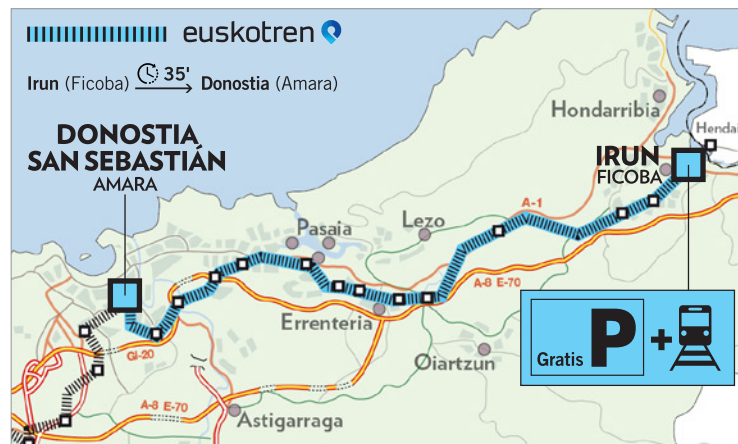 euskotren
Irun (Ficoba) 35' Donostia (Amara)
DONOSTIA
SAN SEBASTIÁN
AMARA
Hondarribia
Hendai
IRUN
FICOBA
A-1
Lezo
Pasaia
A-8 E-70
Errenteria
Gratis P +
Oiartzun
GI-20
A-8 E-70
Astigarraga